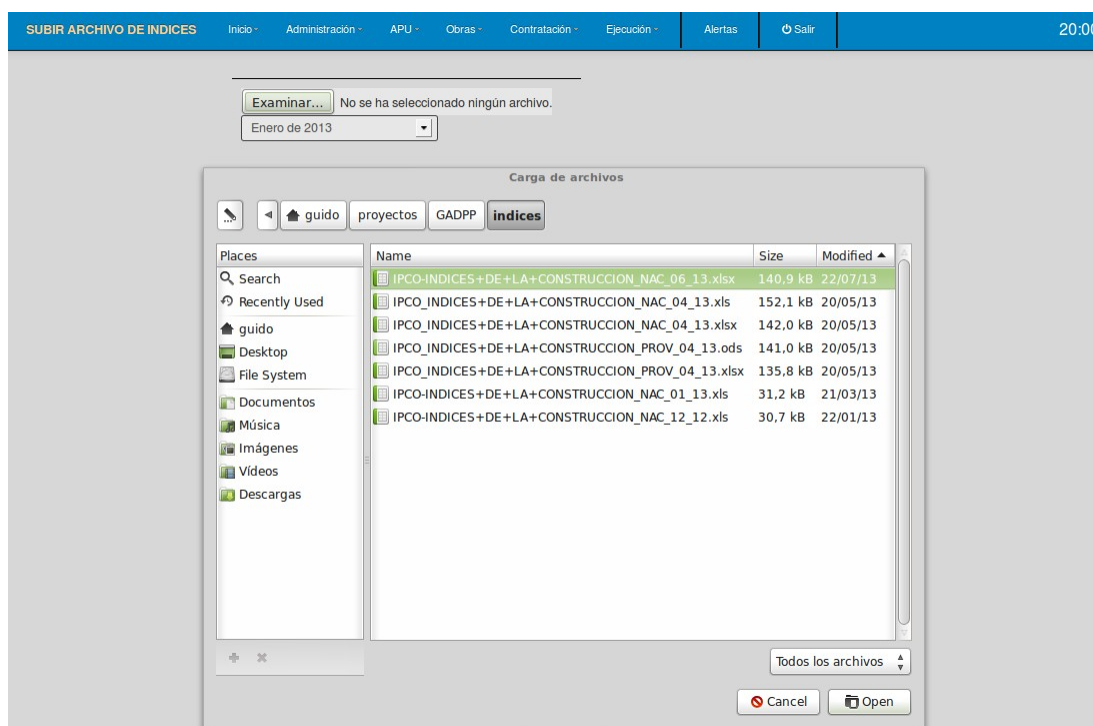 SUBIR ARCHIVO DE INDICES Inicio Administración APU Obras Contratación Ejecución Alertas Salir 20:00
Examinar... No se ha seleccionado ningún archivo.
Enero de 2013
Carga de archivos
guido proyectos GADPP indices
Places Name Size Modified
Search IPCO-INDICES+DE+LA+CONSTRUCCION_NAC_06_13.xlsx 140,9 kB 22/07/13
Recently Used IPCO_INDICES+DE+LA+CONSTRUCCION_NAC_04_13.xls 152,1 kB 20/05/13
guido IPCO_INDICES+DE+LA+CONSTRUCCION_NAC_04_13.xlsx 142,0 kB 20/05/13
Desktop IPCO_INDICES+DE+LA+CONSTRUCCION_PROV_04_13.ods 141,0 kB 20/05/13
File System IPCO_INDICES+DE+LA+CONSTRUCCION_PROV_04_13.xlsx 135,8 kB 20/05/13
Documentos IPCO-INDICES+DE+LA+CONSTRUCCION_NAC_01_13.xls 31,2 kB 21/03/13
Música IPCO-INDICES+DE+LA+CONSTRUCCION_NAC_12_12.xls 30,7 kB 22/01/13
Imágenes
Vídeos
Descargas
Todos los archivos
Cancel Open